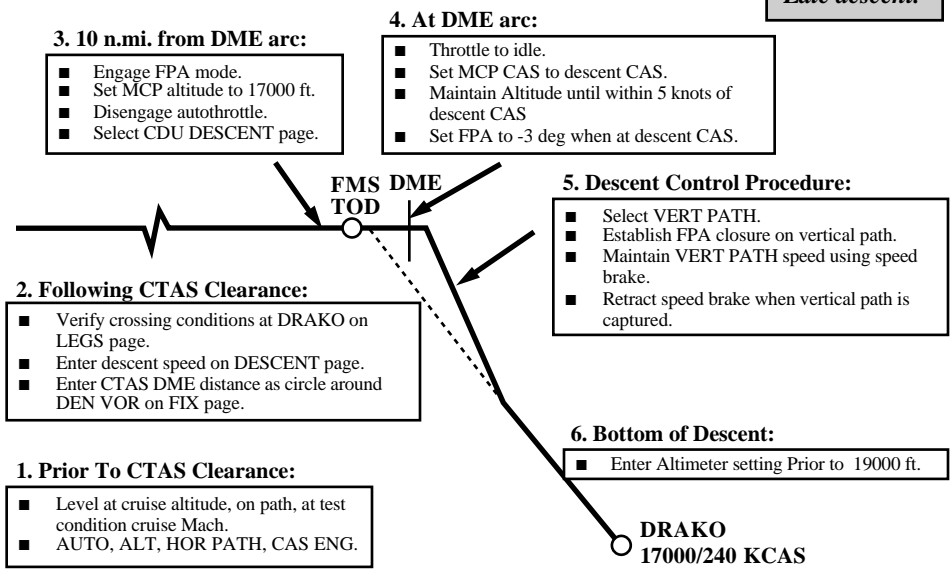 Late descent.
4. At DME arc:
■ Throttle to idle.
■ Set MCP CAS to descent CAS.
■ Maintain Altitude until within 5 knots of
descent CAS
■ Set FPA to -3 deg when at descent CAS.
3. 10 n.mi. from DME arc:
■ Engage FPA mode.
■ Set MCP altitude to 17000 ft.
■ Disengage autothrottle.
■ Select CDU DESCENT page.
FMS
TOD
DME
5. Descent Control Procedure:
■ Select VERT PATH.
■ Establish FPA closure on vertical path.
■ Maintain VERT PATH speed using speed
brake.
■ Retract speed brake when vertical path is
captured.
2. Following CTAS Clearance:
■ Verify crossing conditions at DRAKO on
LEGS page.
■ Enter descent speed on DESCENT page.
■ Enter CTAS DME distance as circle around
DEN VOR on FIX page.
6. Bottom of Descent:
■ Enter Altimeter setting Prior to 19000 ft.
1. Prior To CTAS Clearance:
■ Level at cruise altitude, on path, at test
condition cruise Mach.
■ AUTO, ALT, HOR PATH, CAS ENG.
DRAKO
17000/240 KCAS